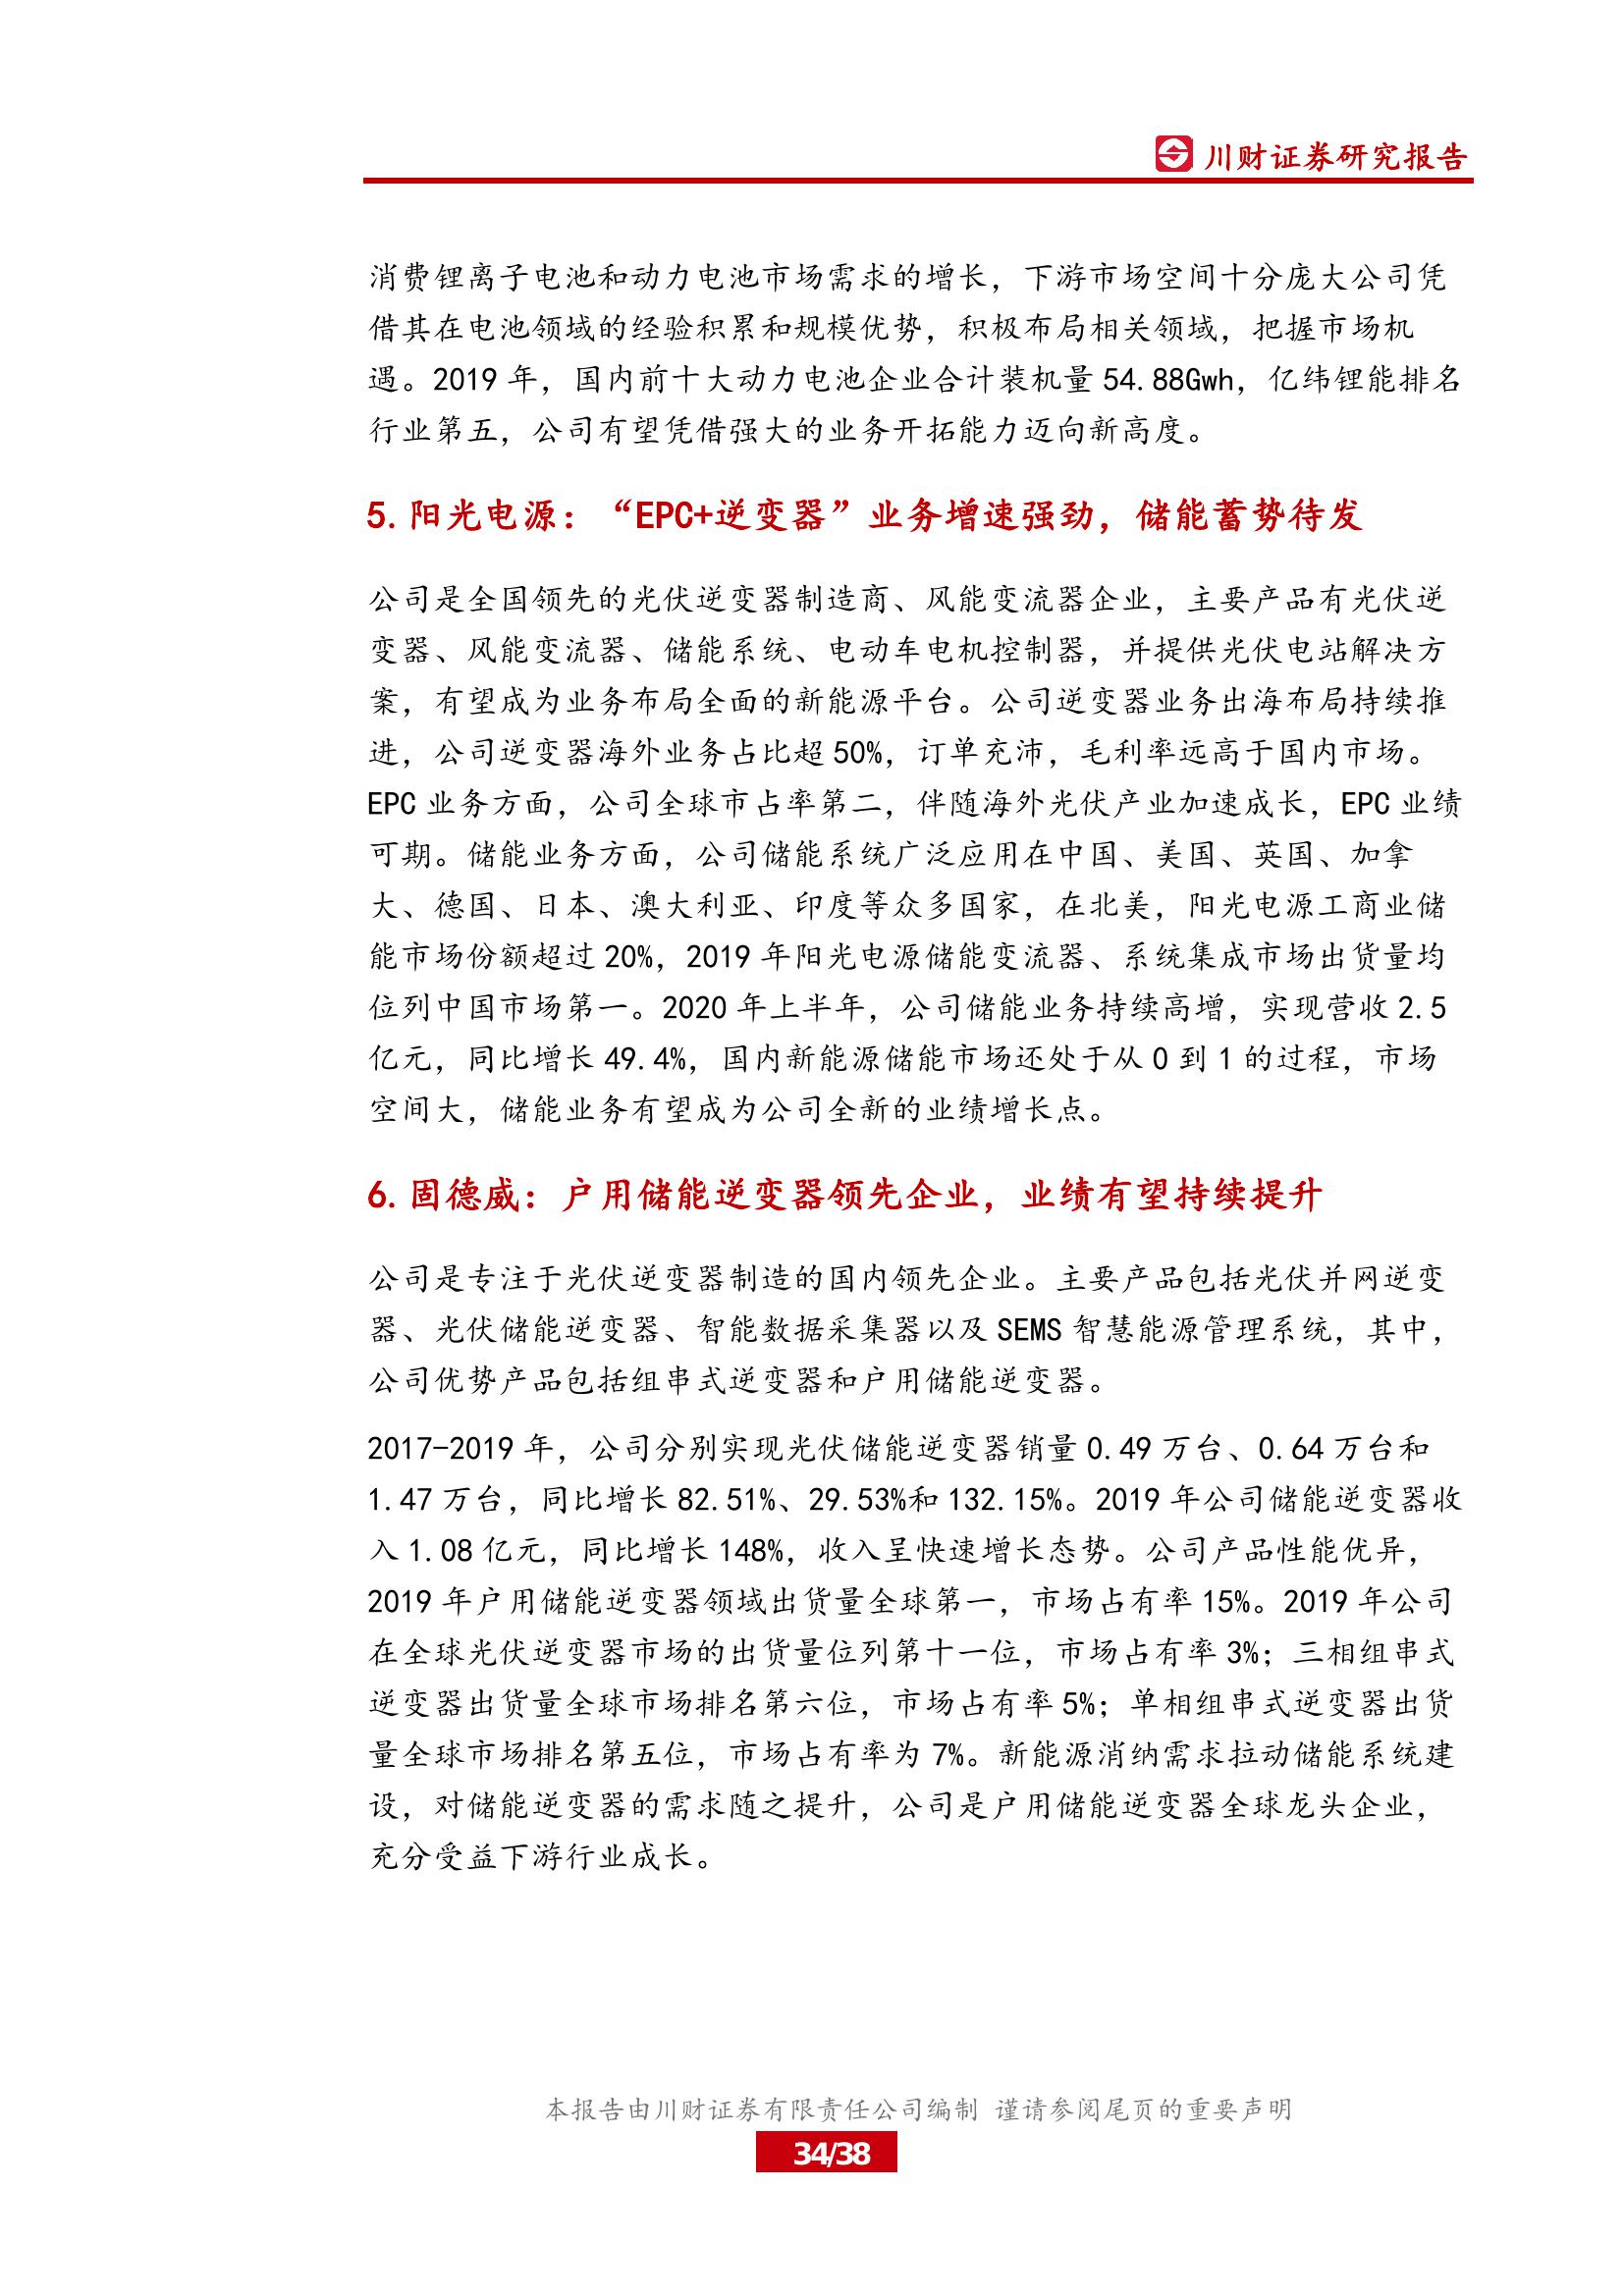 川财证券研究报告
消费锂离子电池和动力电池市场需求的增长，下游市场空间十分庞大公司凭
借其在电池领域的经验积累和规模优势，积极布局相关领域，把握市场机
遇。2019 年，国内前十大动力电池企业合计装机量 54.88Gwh，亿纬锂能排名
行业第五，公司有望凭借强大的业务开拓能力迈向新高度。
5.阳光电源：“EPC+逆变器”业务增速强劲，储能蓄势待发
公司是全国领先的光伏逆变器制造商、风能变流器企业，主要产品有光伏逆
变器、风能变流器、储能系统、电动车电机控制器，并提供光伏电站解决方
案，有望成为业务布局全面的新能源平台。公司逆变器业务出海布局持续推
进，公司逆变器海外业务占比超 50%，订单充沛，毛利率远高于国内市场。
EPC 业务方面，公司全球市占率第二，伴随海外光伏产业加速成长，EPC 业绩
可期。储能业务方面，公司储能系统广泛应用在中国、美国、英国、加拿
大、德国、日本、澳大利亚、印度等众多国家，在北美，阳光电源工商业储
能市场份额超过 20%，2019 年阳光电源储能变流器、系统集成市场出货量均
位列中国市场第一。2020 年上半年，公司储能业务持续高增，实现营收 2.5
亿元，同比增长 49.4%，国内新能源储能市场还处于从 0 到 1 的过程，市场
空间大，储能业务有望成为公司全新的业绩增长点。
6.固德威：户用储能逆变器领先企业，业绩有望持续提升
公司是专注于光伏逆变器制造的国内领先企业。主要产品包括光伏并网逆变
器、光伏储能逆变器、智能数据采集器以及 SEMS 智慧能源管理系统，其中，
公司优势产品包括组串式逆变器和户用储能逆变器。
2017-2019 年，公司分别实现光伏储能逆变器销量 0.49 万台、0.64 万台和
1.47 万台，同比增长 82.51%、29.53%和 132.15%。2019 年公司储能逆变器收
入 1.08 亿元，同比增长 148%，收入呈快速增长态势。公司产品性能优异，
2019 年户用储能逆变器领域出货量全球第一，市场占有率 15%。2019 年公司
在全球光伏逆变器市场的出货量位列第十一位，市场占有率 3%；三相组串式
逆变器出货量全球市场排名第六位，市场占有率 5%；单相组串式逆变器出货
量全球市场排名第五位，市场占有率为 7%。新能源消纳需求拉动储能系统建
设，对储能逆变器的需求随之提升，公司是户用储能逆变器全球龙头企业，
充分受益下游行业成长。
本报告由川财证券有限责任公司编制 谨请参阅尾页的重要声明
34/38